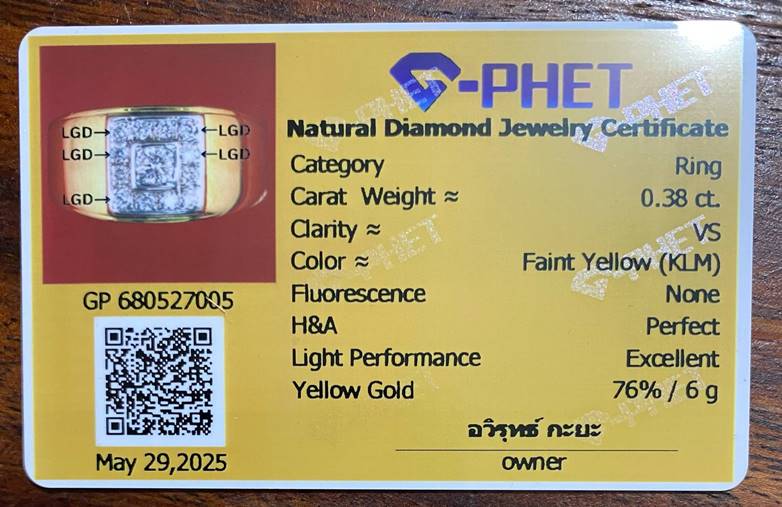 G-PHET
Natural Diamond Jewelry Certificate
LGD→ ←LGD
LGD→ ←LGD
LGD→
Category Ring
Carat Weight ≈ 0.38 ct.
Clarity ≈ VS
Color ≈ Faint Yellow (KLM)
Fluorescence None
H&A Perfect
Light Performance Excellent
Yellow Gold 76% / 6 g
GP 680527005
May 29,2025
อวิรุทธ์ กะยะ
owner